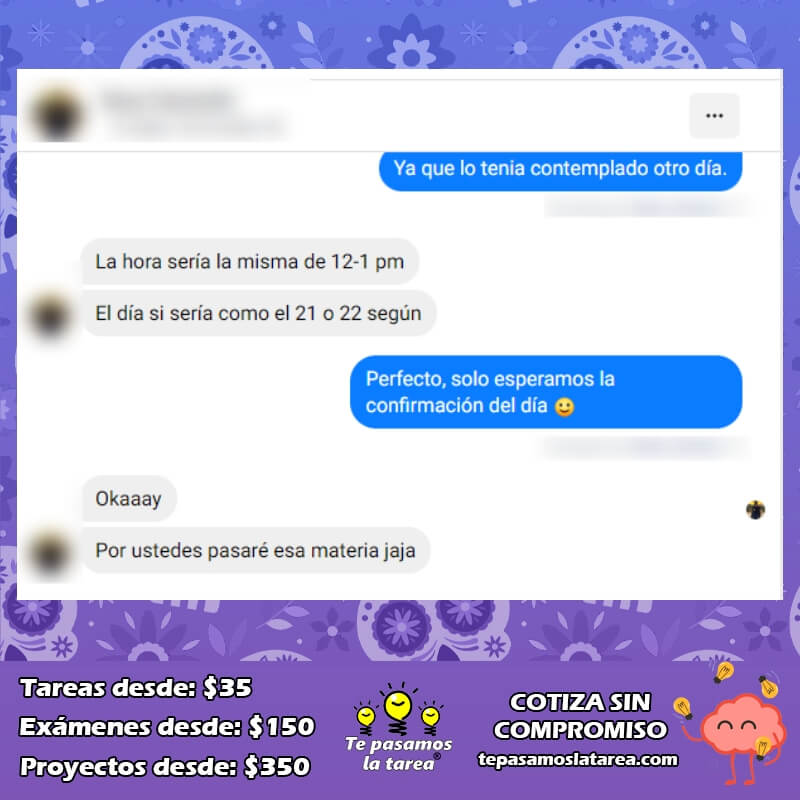 ...
Ya que lo tenia contemplado otro día.
La hora sería la misma de 12-1 pm
El día si sería como el 21 o 22 según
Perfecto, solo esperamos la
confirmación del día 🙂
Okaaay
Por ustedes pasaré esa materia jaja
Tareas desde: $35
Exámenes desde: $150
Proyectos desde: $350
Te pasamos
la tarea®
COTIZA SIN
COMPROMISO
tepasamoslatarea.com